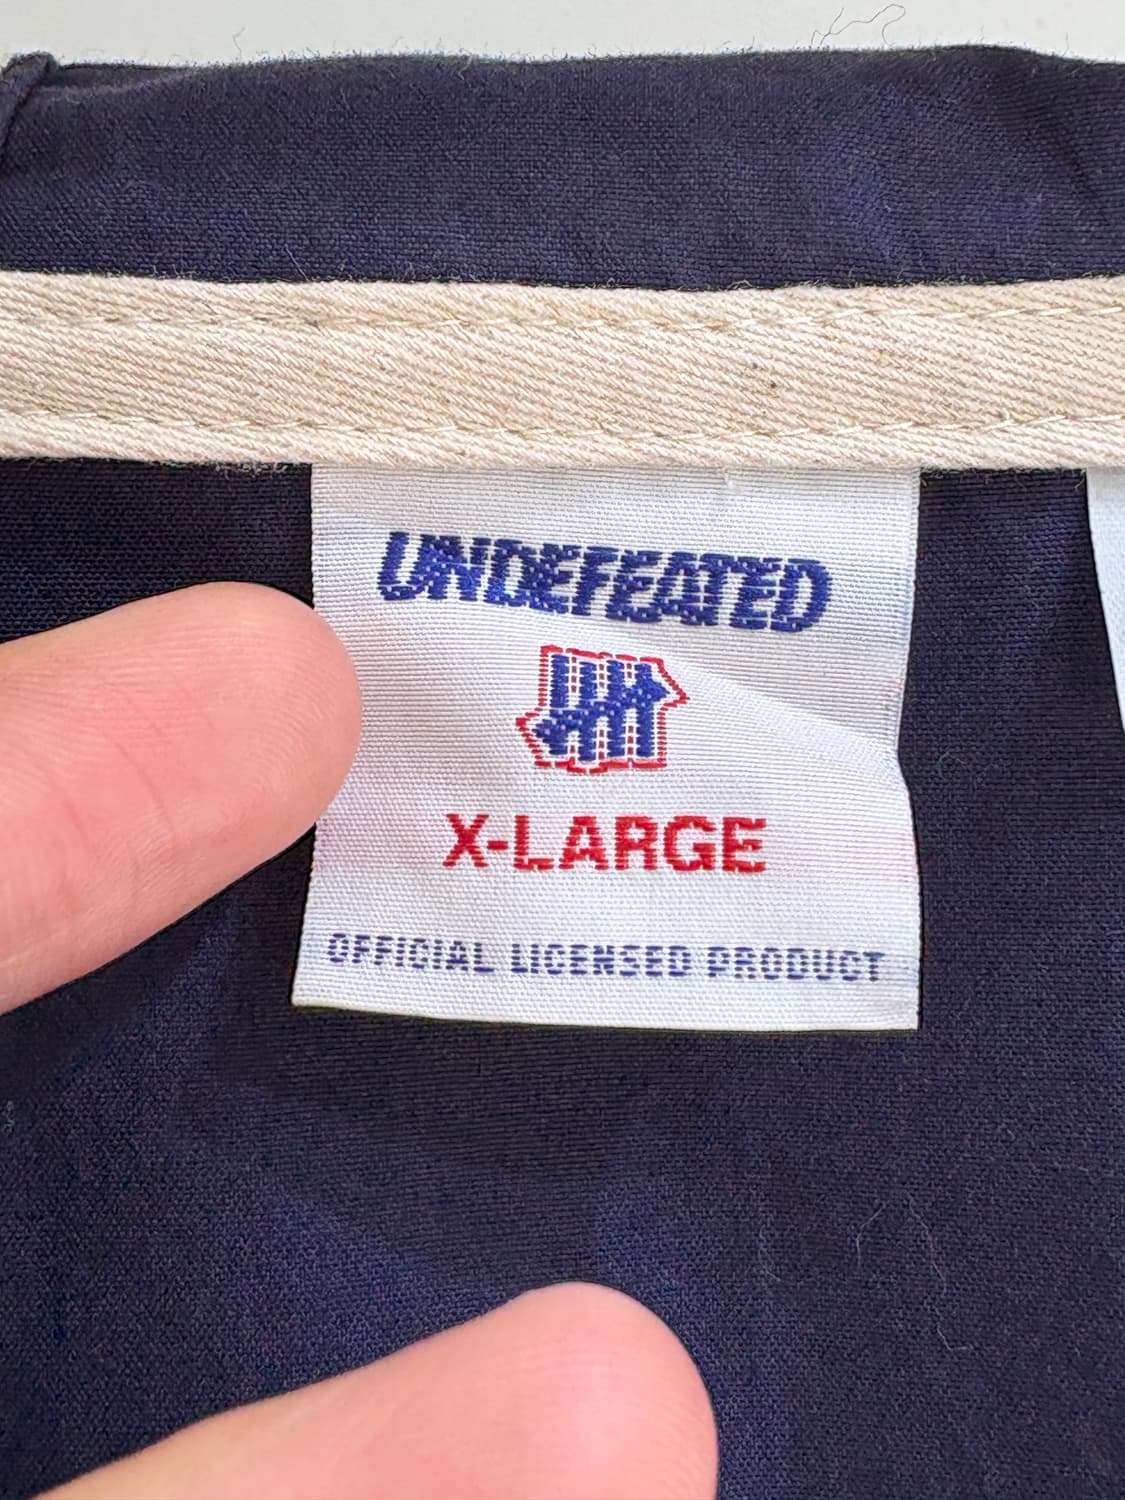 UNDEFEATED
X-LARGE
OFFICIAL LICENSED PRODUCT